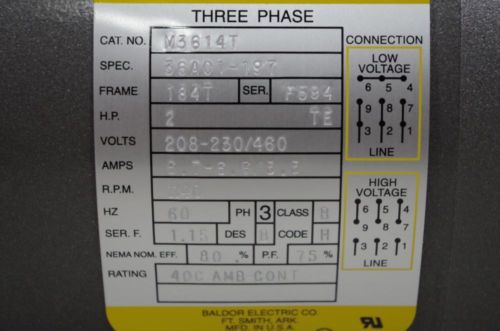 THREE PHASE
CAT. NO. M3614T
SPEC.
FRAME 184T SER. F594
H.P. 2 TE
VOLTS 208-230/460
AMPS
R.P.M.
HZ 60 PH 3 CLASS
SER. F. 1.15 DES CODE H
NEMA NOM. EFF. 80 % P.F. 75 %
RATING 40C AMB CONT
CONNECTION
LOW
VOLTAGE
6 5 4
9 8 7
3 2 1
LINE
HIGH
VOLTAGE
6 5 4
9 8 7
3 2 1
LINE
BALDOR ELECTRIC CO.
FT. SMITH, ARK.
MFD. IN U.S.A.